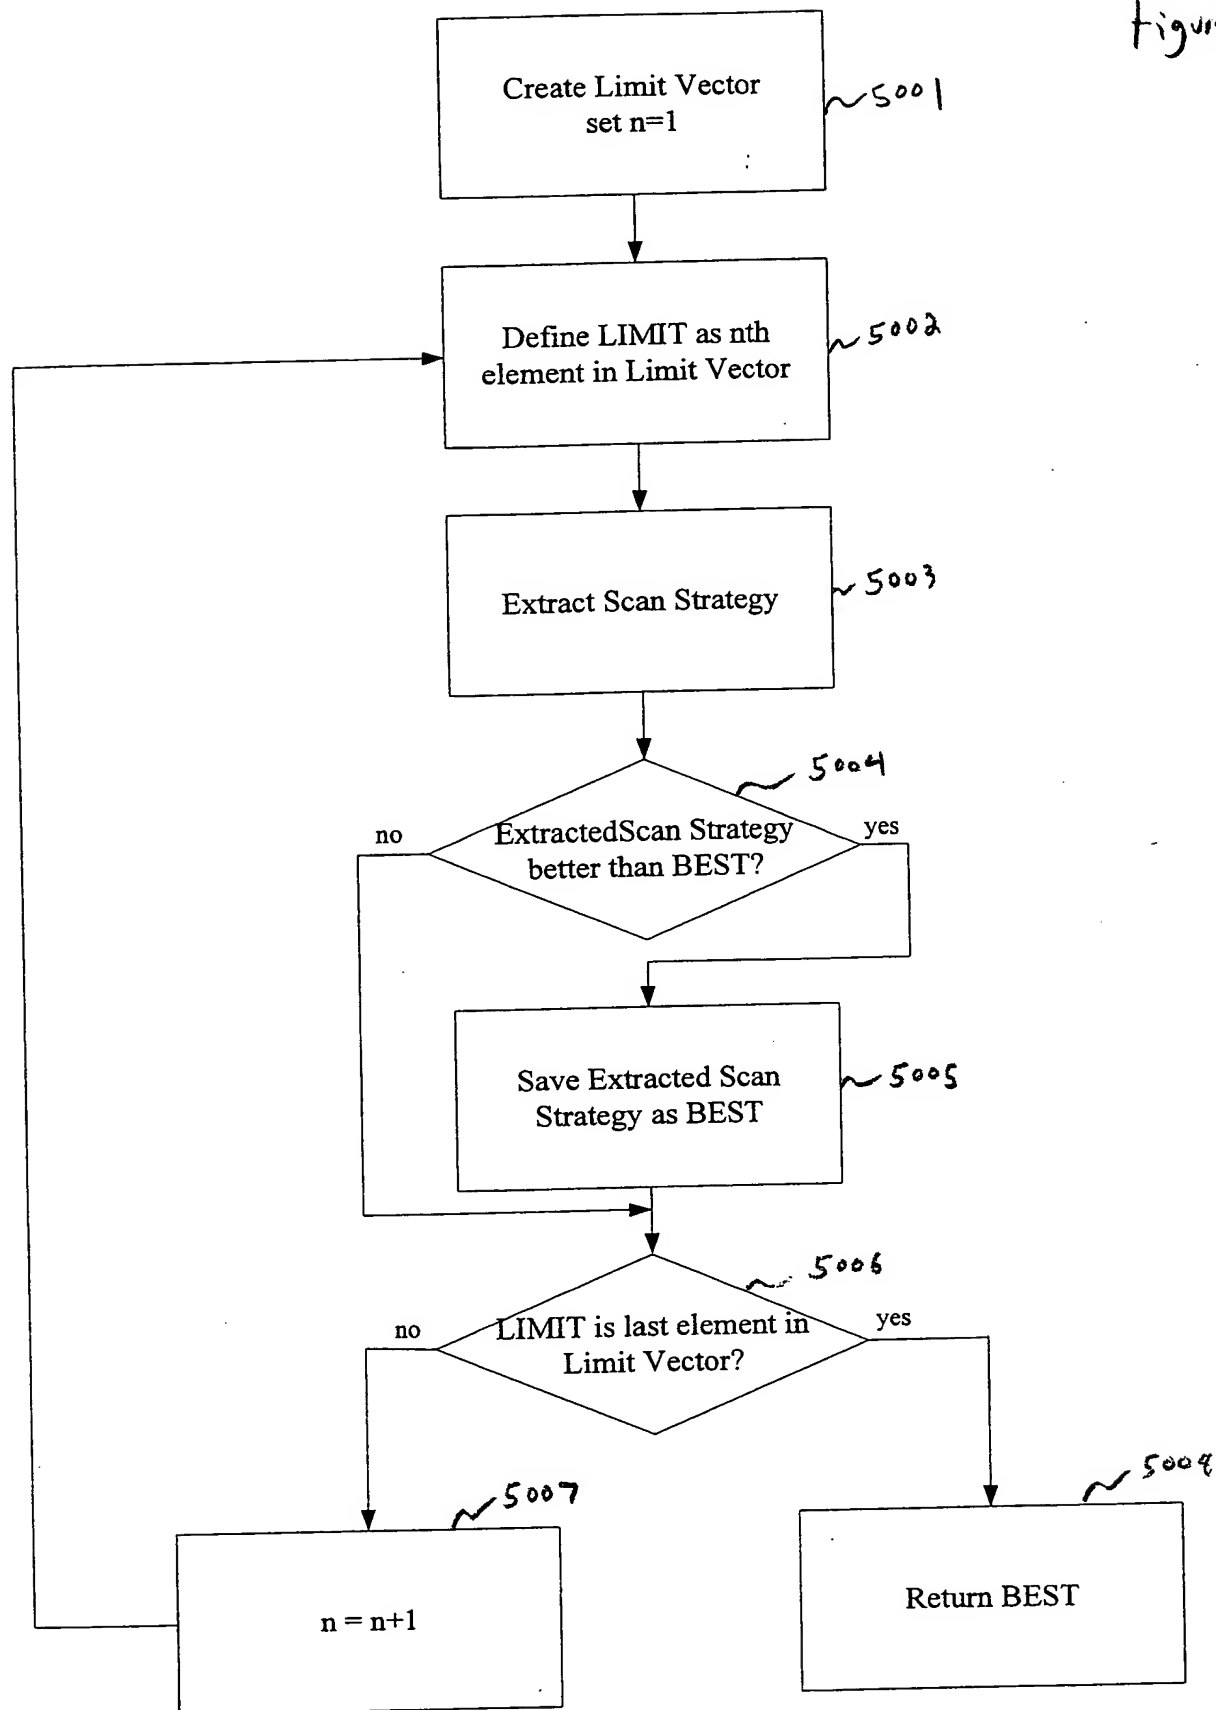 Figure
Create Limit Vector
set n=1
5001
Define LIMIT as nth
element in Limit Vector
5002
Extract Scan Strategy
5003
5004
no
ExtractedScan Strategy
better than BEST?
yes
Save Extracted Scan
Strategy as BEST
5005
5006
no
LIMIT is last element in
Limit Vector?
yes
5007
n = n+1
5008
Return BEST